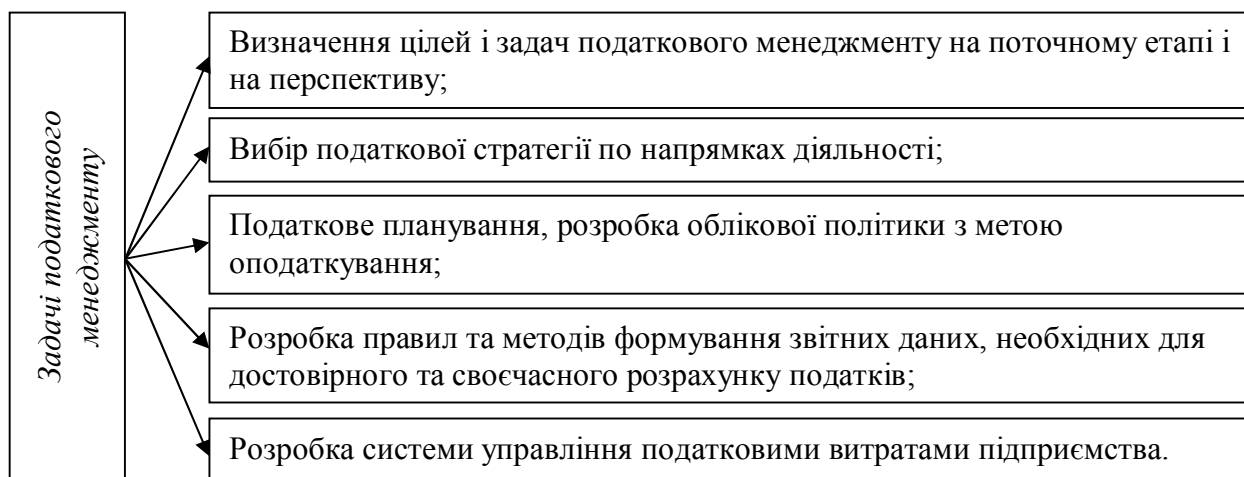 Задачі податкового
менеджменту
Визначення цілей і задач податкового менеджменту на поточному етапі і
на перспективу;
Вибір податкової стратегії по напрямках діяльності;
Податкове планування, розробка облікової політики з метою
оподаткування;
Розробка правил та методів формування звітних даних, необхідних для
достовірного та своєчасного розрахунку податків;
Розробка системи управління податковими витратами підприємства.